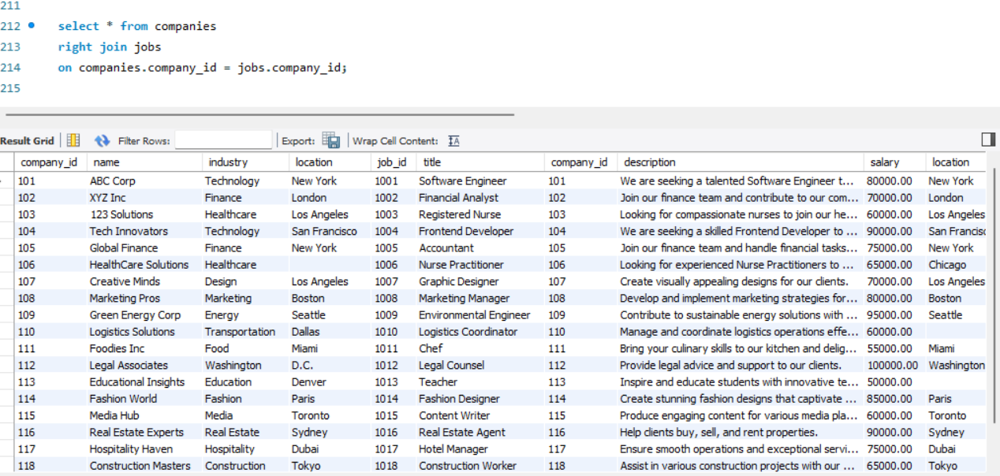 211
212 select * from companies
213 right join jobs
214 on companies.company_id = jobs.company_id;
215
Result Grid Filter Rows: Export: Wrap Cell Content: IA
company_id name industry location job_id title company_id description salary location
101 ABC Corp Technology New York 1001 Software Engineer 101 We are seeking a talented Software Engineer t... 80000.00 New York
102 XYZ Inc Finance London 1002 Financial Analyst 102 Join our finance team and contribute to our com... 70000.00 London
103 123 Solutions Healthcare Los Angeles 1003 Registered Nurse 103 Looking for compassionate nurses to join our he... 60000.00 Los Angeles
104 Tech Innovators Technology San Francisco 1004 Frontend Developer 104 We are seeking a skilled Frontend Developer to ... 90000.00 San Francisc
105 Global Finance Finance New York 1005 Accountant 105 Join our finance team and handle financial tasks... 75000.00 New York
106 HealthCare Solutions Healthcare 1006 Nurse Practitioner 106 Looking for experienced Nurse Practitioners to ... 65000.00 Chicago
107 Creative Minds Design Los Angeles 1007 Graphic Designer 107 Create visually appealing designs for our clients. 70000.00 Los Angeles
108 Marketing Pros Marketing Boston 1008 Marketing Manager 108 Develop and implement marketing strategies for... 80000.00 Boston
109 Green Energy Corp Energy Seattle 1009 Environmental Engineer 109 Contribute to sustainable energy solutions with ... 95000.00 Seattle
110 Logistics Solutions Transportation Dallas 1010 Logistics Coordinator 110 Manage and coordinate logistics operations effe... 60000.00
111 Foodies Inc Food Miami 1011 Chef 111 Bring your culinary skills to our kitchen and delig... 55000.00 Miami
112 Legal Associates Washington D.C. 1012 Legal Counsel 112 Provide legal advice and support to our clients. 100000.00 Washington
113 Educational Insights Education Denver 1013 Teacher 113 Inspire and educate students with innovative te... 50000.00
114 Fashion World Fashion Paris 1014 Fashion Designer 114 Create stunning fashion designs that captivate ... 85000.00 Paris
115 Media Hub Media Toronto 1015 Content Writer 115 Produce engaging content for various media pla... 60000.00 Toronto
116 Real Estate Experts Real Estate Sydney 1016 Real Estate Agent 116 Help clients buy, sell, and rent properties. 90000.00 Sydney
117 Hospitality Haven Hospitality Dubai 1017 Hotel Manager 117 Ensure smooth operations and exceptional servi... 75000.00 Dubai
118 Construction Masters Construction Tokyo 1018 Construction Worker 118 Assist in various construction projects with our ... 65000.00 Tokyo